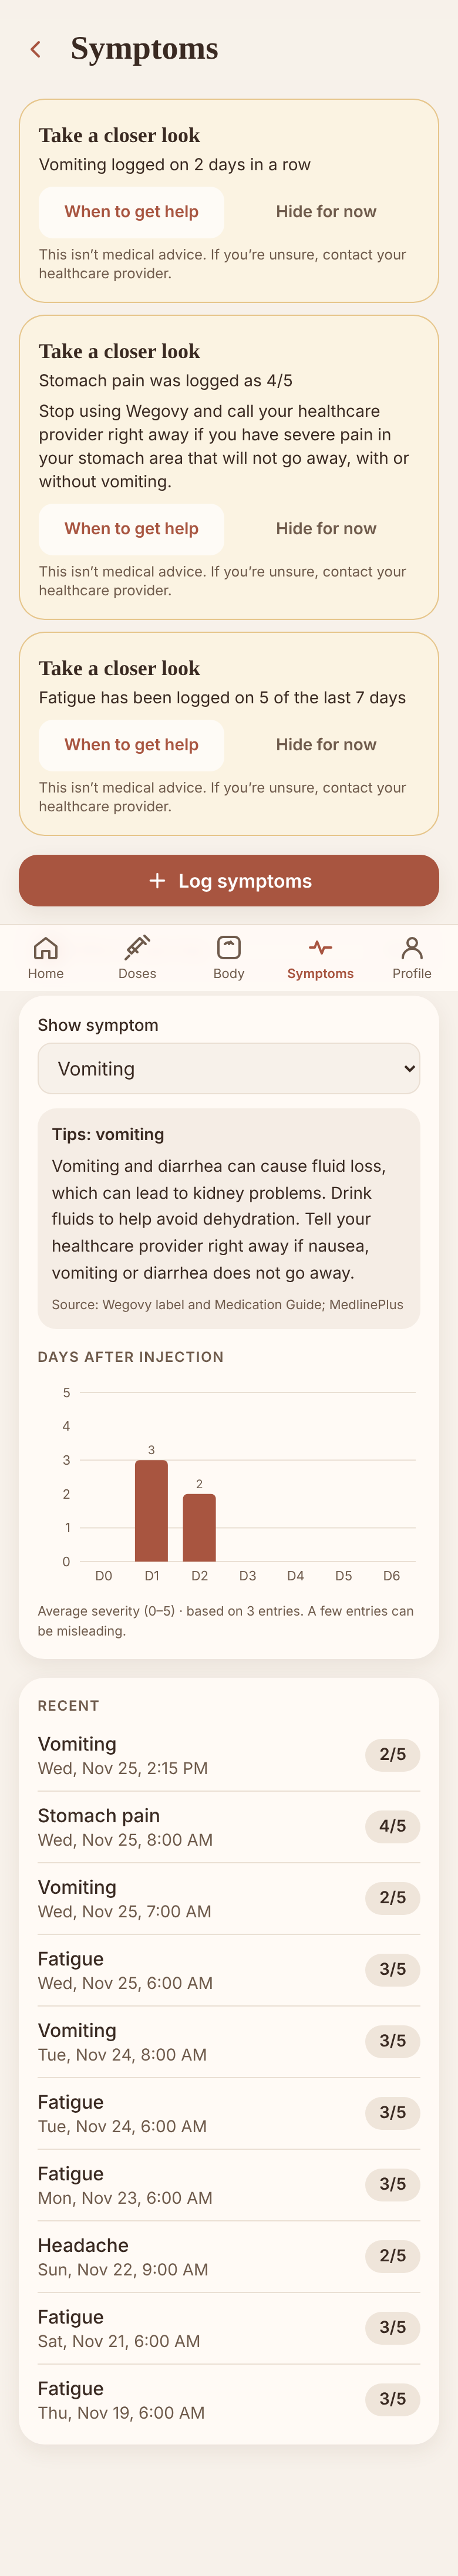 Symptoms
Take a closer look
Vomiting logged on 2 days in a row
When to get help
Hide for now
This isn’t medical advice. If you’re unsure, contact your
healthcare provider.
Take a closer look
Stomach pain was logged as 4/5
Stop using Wegovy and call your healthcare
provider right away if you have severe pain in
your stomach area that will not go away, with or
without vomiting.
When to get help
Hide for now
This isn’t medical advice. If you’re unsure, contact your
healthcare provider.
Take a closer look
Fatigue has been logged on 5 of the last 7 days
When to get help
Hide for now
This isn’t medical advice. If you’re unsure, contact your
healthcare provider.
+ Log symptoms
Home
Doses
Body
Symptoms
Profile
Show symptom
Vomiting
Tips: vomiting
Vomiting and diarrhea can cause fluid loss,
which can lead to kidney problems. Drink
fluids to help avoid dehydration. Tell your
healthcare provider right away if nausea,
vomiting or diarrhea does not go away.
Source: Wegovy label and Medication Guide; MedlinePlus
DAYS AFTER INJECTION
5
4
3
2
1
0
3
2
D0 D1 D2 D3 D4 D5 D6
Average severity (0–5) · based on 3 entries. A few entries can
be misleading.
RECENT
Vomiting
Wed, Nov 25, 2:15 PM
2/5
Stomach pain
Wed, Nov 25, 8:00 AM
4/5
Vomiting
Wed, Nov 25, 7:00 AM
2/5
Fatigue
Wed, Nov 25, 6:00 AM
3/5
Vomiting
Tue, Nov 24, 8:00 AM
3/5
Fatigue
Tue, Nov 24, 6:00 AM
3/5
Fatigue
Mon, Nov 23, 6:00 AM
3/5
Headache
Sun, Nov 22, 9:00 AM
2/5
Fatigue
Sat, Nov 21, 6:00 AM
3/5
Fatigue
Thu, Nov 19, 6:00 AM
3/5